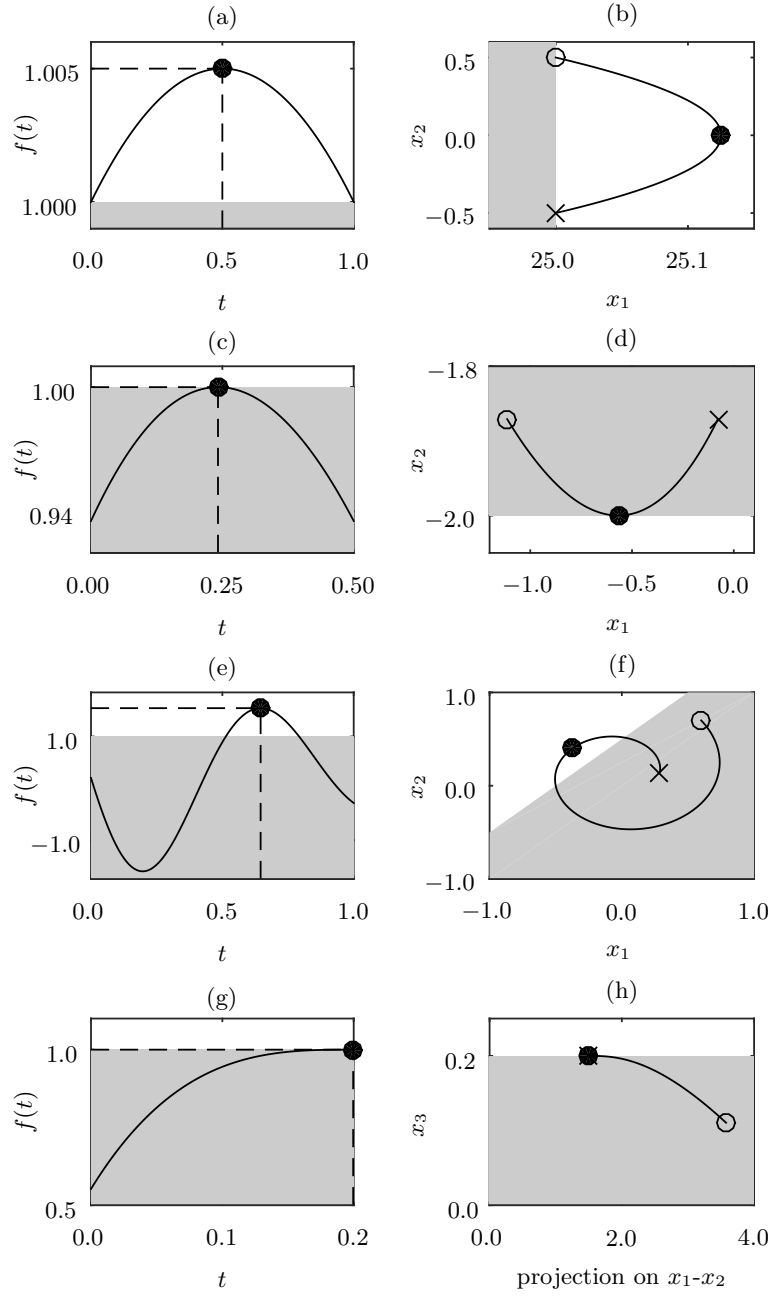 (a)
1.005
f(t)
1.000
0.0 0.5 1.0
t
(b)
0.5
x₂
0.0
−0.5
25.0 25.1
x₁
(c)
1.00
f(t)
0.94
0.00 0.25 0.50
t
(d)
−1.8
x₂
−2.0
−1.0 −0.5 0.0
x₁
(e)
1.0
f(t)
−1.0
0.0 0.5 1.0
t
(f)
1.0
x₂
0.0
−1.0
−1.0 0.0 1.0
x₁
(g)
1.0
f(t)
0.5
0.0 0.1 0.2
t
(h)
0.2
x₃
0.0
0.0 2.0 4.0
projection on x₁-x₂